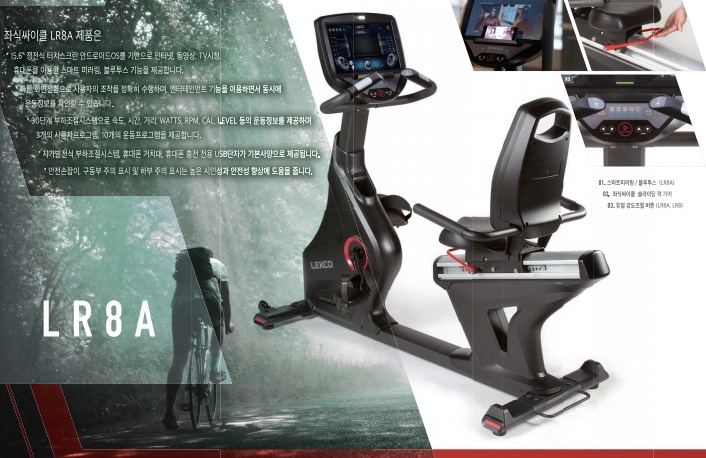 좌식싸이클 LR8A 제품은
* 15.6" 정전식 터치스크린 안드로이드OS를 기반으로 인터넷, 동영상, TV시청,
휴대폰을 이용한 스마트 미러링, 블루투스 기능을 제공합니다.
* 빠른 화면전환으로 사용자의 조작을 정확히 수행하며, 엔터테인먼트 기능을 이용하면서 동시에
운동정보를 확인할 수 있습니다.
* 30단계 부하조절시스템으로 속도, 시간, 거리, WATTS, RPM, CAL, LEVEL 등의 운동정보를 제공하며
3개의 사용자프로그램, 10개의 운동프로그램을 제공합니다.
* 자가발전식 부하조절시스템, 휴대폰 거치대, 휴대폰 충전 전용 USB단자가 기본사양으로 제공됩니다.
* 안전손잡이, 구동부 주의 표시 및 하부 주의 표시는 높은 시인성과 안전성 향상에 도움을 줍니다.
LR8A
LEXCO
03
01. 스마트미러링 / 블루투스 (LR8A)
02. 좌식싸이클 슬라이딩 랙 기어
03. 듀얼 강도조절 버튼 (LR8A, LR8)